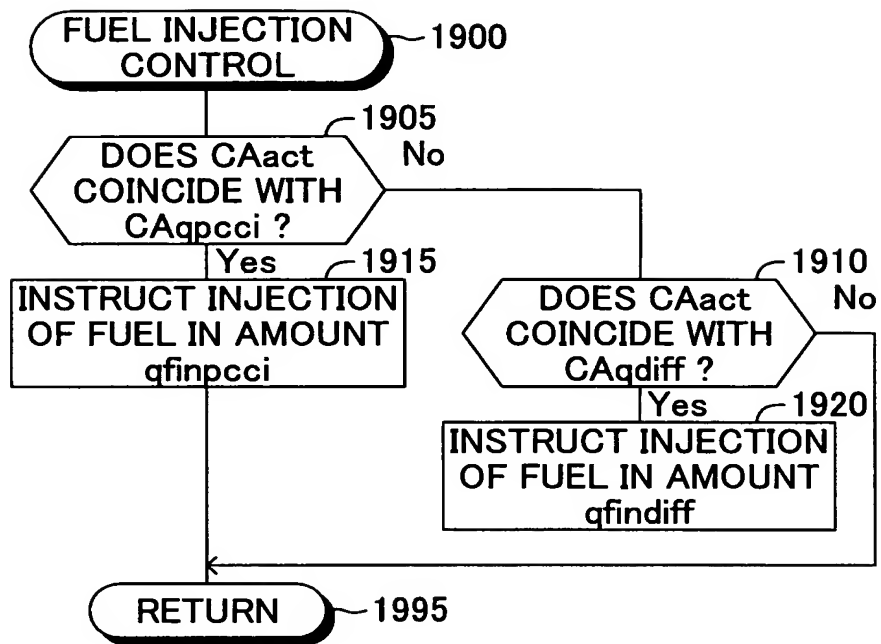 FUEL INJECTION
CONTROL
1900
1905
DOES CAact
COINCIDE WITH
CAqpcci ?
No
Yes
1915
INSTRUCT INJECTION
OF FUEL IN AMOUNT
qfinpcci
1910
DOES CAact
COINCIDE WITH
CAqdiff ?
No
Yes
1920
INSTRUCT INJECTION
OF FUEL IN AMOUNT
qfindiff
RETURN
1995